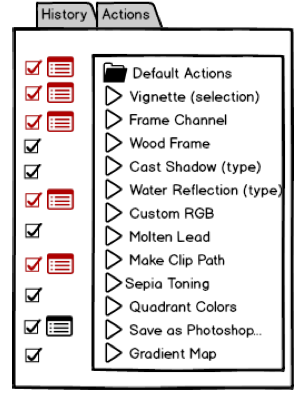 History Actions
Default Actions
Vignette (selection)
Frame Channel
Wood Frame
Cast Shadow (type)
Water Reflection (type)
Custom RGB
Molten Lead
Make Clip Path
Sepia Toning
Quadrant Colors
Save as Photoshop...
Gradient Map